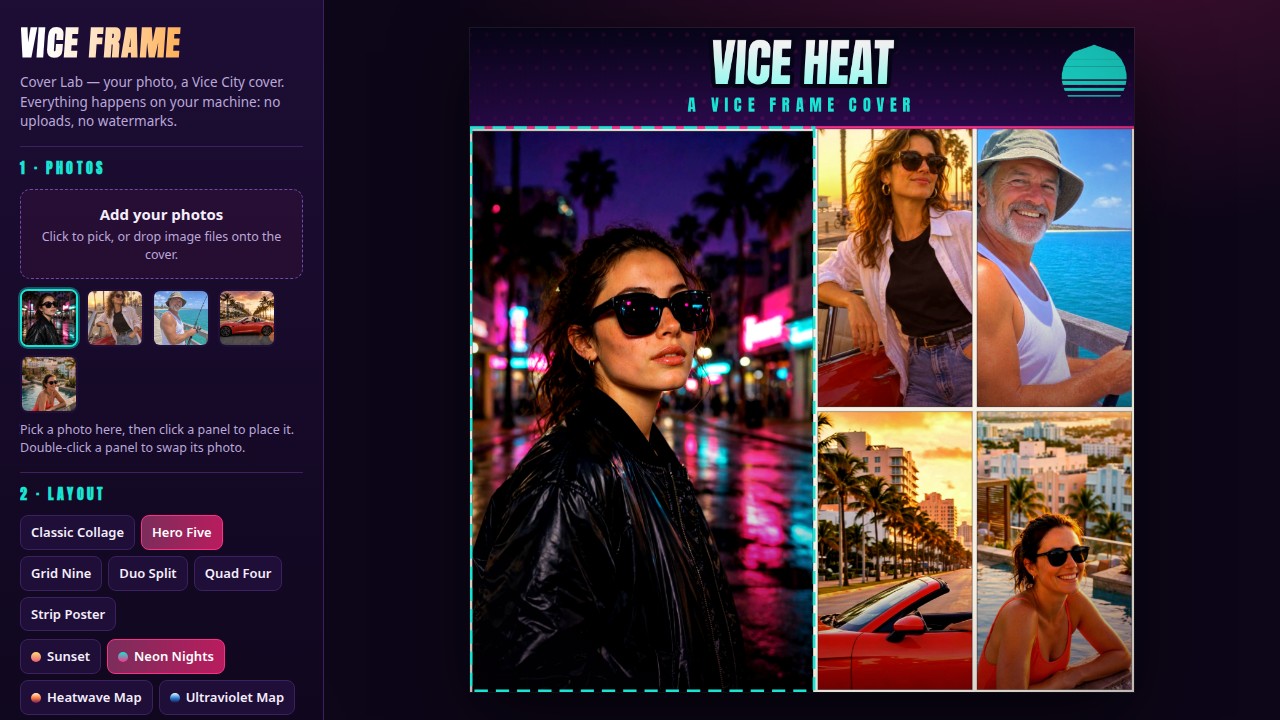 VICE FRAME
Cover Lab — your photo, a Vice City cover.
Everything happens on your machine: no
uploads, no watermarks.
1 · PHOTOS
Add your photos
Click to pick, or drop image files onto the
cover.
Pick a photo here, then click a panel to place it.
Double-click a panel to swap its photo.
2 · LAYOUT
Classic Collage
Hero Five
Grid Nine
Duo Split
Quad Four
Strip Poster
Sunset
Neon Nights
Heatwave Map
Ultraviolet Map
VICE HEAT
A VICE FRAME COVER